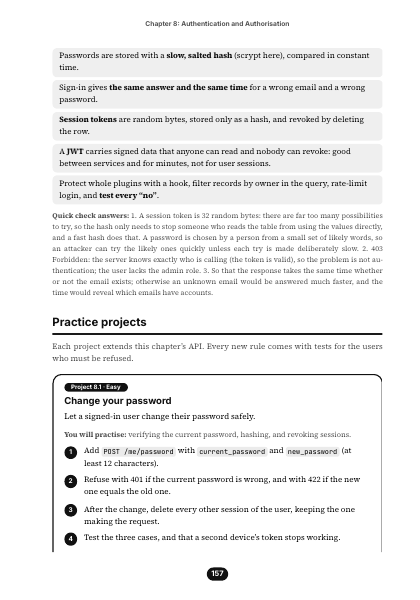 Chapter 8: Authentication and Authorisation
Passwords are stored with a slow, salted hash (scrypt here), compared in constant
time.
Sign-in gives the same answer and the same time for a wrong email and a wrong
password.
Session tokens are random bytes, stored only as a hash, and revoked by deleting
the row.
A JWT carries signed data that anyone can read and nobody can revoke: good
between services and for minutes, not for user sessions.
Protect whole plugins with a hook, filter records by owner in the query, rate-limit
login, and test every “no”.
Quick check answers: 1. A session token is 32 random bytes: there are far too many possibilities
to try, so the hash only needs to stop someone who reads the table from using the values directly,
and a fast hash does that. A password is chosen by a person from a small set of likely words, so
an attacker can try the likely ones quickly unless each try is made deliberately slow. 2. 403
Forbidden: the server knows exactly who is calling (the token is valid), so the problem is not au-
thentication; the user lacks the admin role. 3. So that the response takes the same time whether
or not the email exists; otherwise an unknown email would be answered much faster, and the
time would reveal which emails have accounts.
Practice projects
Each project extends this chapter's API. Every new rule comes with tests for the users
who must be refused.
Project 8.1 · Easy
Change your password
Let a signed-in user change their password safely.
You will practise: verifying the current password, hashing, and revoking sessions.
1 Add POST /me/password with current_password and new_password (at
least 12 characters).
2 Refuse with 401 if the current password is wrong, and with 422 if the new
one equals the old one.
3 After the change, delete every other session of the user, keeping the one
making the request.
4 Test the three cases, and that a second device's token stops working.
157